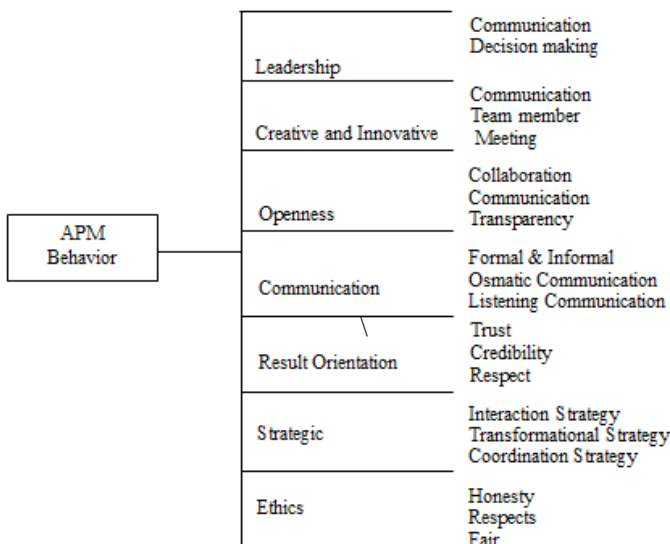 APM
Behavior
Leadership
Communication
Decision making
Creative and Innovative
Communication
Team member
Meeting
Openness
Collaboration
Communication
Transparency
Communication
Formal & Informal
Osmatic Communication
Listening Communication
Result Orientation
Trust
Credibility
Respect
Strategic
Interaction Strategy
Transformational Strategy
Coordination Strategy
Ethics
Honesty
Respects
Fair